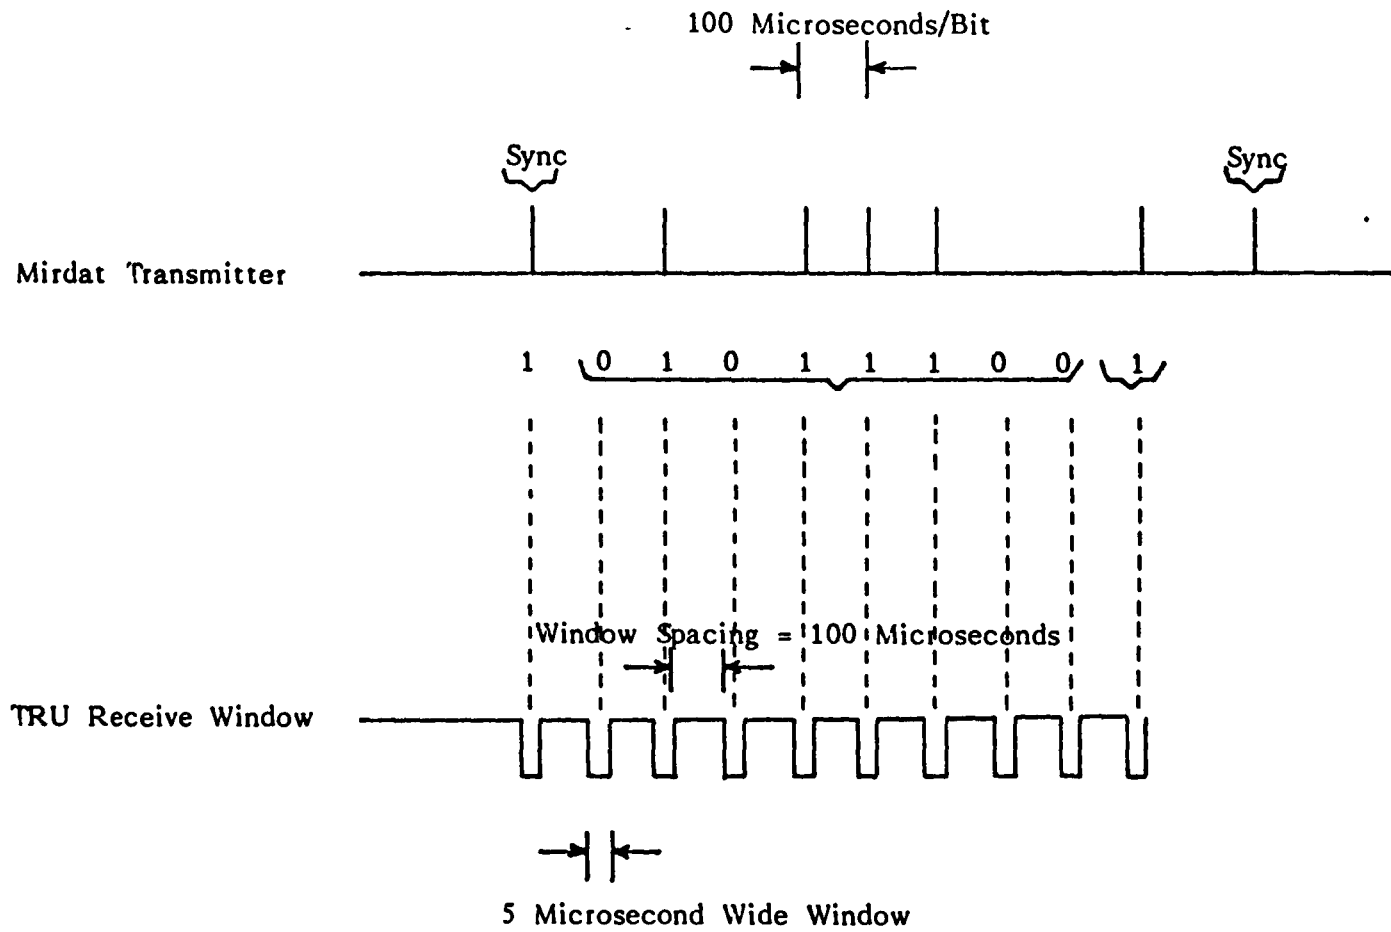 100 Microseconds/Bit
Sync Sync
Mirdat Transmitter
1 0 1 0 1 1 1 0 0 1
Window Spacing = 100 Microseconds
TRU Receive Window
5 Microsecond Wide Window